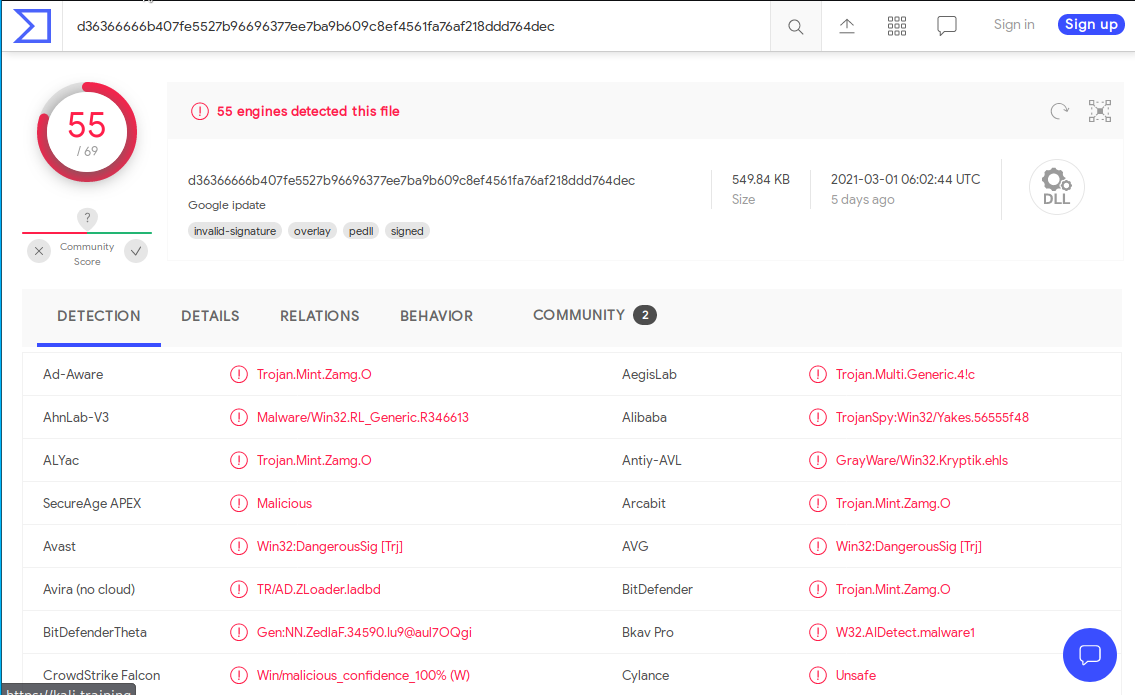 d36366666b407fe5527b96696377ee7ba9b609c8ef4561fa76af218ddd764dec
Sign in
Sign up
55
/ 69
55 engines detected this file
d36366666b407fe5527b96696377ee7ba9b609c8ef4561fa76af218ddd764dec
Google ipdate
invalid-signature overlay pedll signed
549.84 KB
Size
2021-03-01 06:02:44 UTC
5 days ago
DLL
?
Community
Score
DETECTION DETAILS RELATIONS BEHAVIOR COMMUNITY 2
Ad-Aware Trojan.Mint.Zamg.O AegisLab Trojan.Multi.Generic.4!c
AhnLab-V3 Malware/Win32.RL_Generic.R346613 Alibaba TrojanSpy:Win32/Yakes.56555f48
ALYac Trojan.Mint.Zamg.O Antiy-AVL GrayWare/Win32.Kryptik.ehls
SecureAge APEX Malicious Arcabit Trojan.Mint.Zamg.O
Avast Win32:DangerousSig [Trj] AVG Win32:DangerousSig [Trj]
Avira (no cloud) TR/AD.ZLoader.ladbd BitDefender Trojan.Mint.Zamg.O
BitDefenderTheta Gen:NN.ZedlaF.34590.Iu9@aul7OQgi Bkav Pro W32.AIDetect.malware1
CrowdStrike Falcon Win/malicious_confidence_100% (W) Cylance Unsafe
https://kali.training